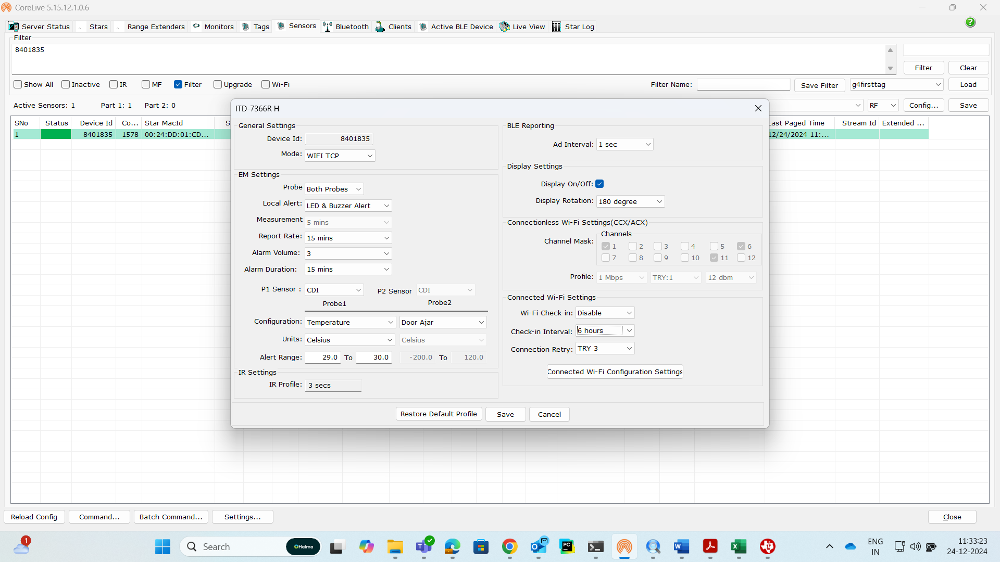 CoreLive 5.15.12.1.0.6
Server Status Stars Range Extenders Monitors Tags Sensors Bluetooth Clients Active BLE Device Live View Star Log ?
Filter
8401835
Filter Clear
Show All Inactive IR MF Filter Upgrade Wi-Fi Filter Name: Save Filter g4firsttag Load
Active Sensors: 1 Part 1: 1 Part 2: 0 RF Config... Save
SNo Status Device Id Co... Star MacId S Last Paged Time Stream Id Extended ...
1 8401835 1578 00:24:DD:01:CD... 12/24/2024 11:...
ITD-7366R H
General Settings
Device Id: 8401835
Mode: WIFI TCP
EM Settings
Probe Both Probes
Local Alert: LED & Buzzer Alert
Measurement 5 mins
Report Rate: 15 mins
Alarm Volume: 3
Alarm Duration: 15 mins
P1 Sensor : CDI P2 Sensor CDI
Probe1 Probe2
Configuration: Temperature Door Ajar
Units: Celsius Celsius
Alert Range: 29.0 To 30.0 -200.0 To 120.0
IR Settings
IR Profile: 3 secs
BLE Reporting
Ad Interval: 1 sec
Display Settings
Display On/Off:
Display Rotation: 180 degree
Connectionless Wi-Fi Settings(CCX/ACX)
Channels
Channel Mask: 1 2 3 4 5 6
7 8 9 10 11 12
Profile: 1 Mbps TRY:1 12 dbm
Connected Wi-Fi Settings
Wi-Fi Check-in: Disable
Check-in Interval: 6 hours
Connection Retry: TRY 3
Connected Wi-Fi Configuration Settings
Restore Default Profile Save Cancel
Reload Config Command... Batch Command... Settings... Close
1 Search Halma ENG
IN
11:33:23
24-12-2024